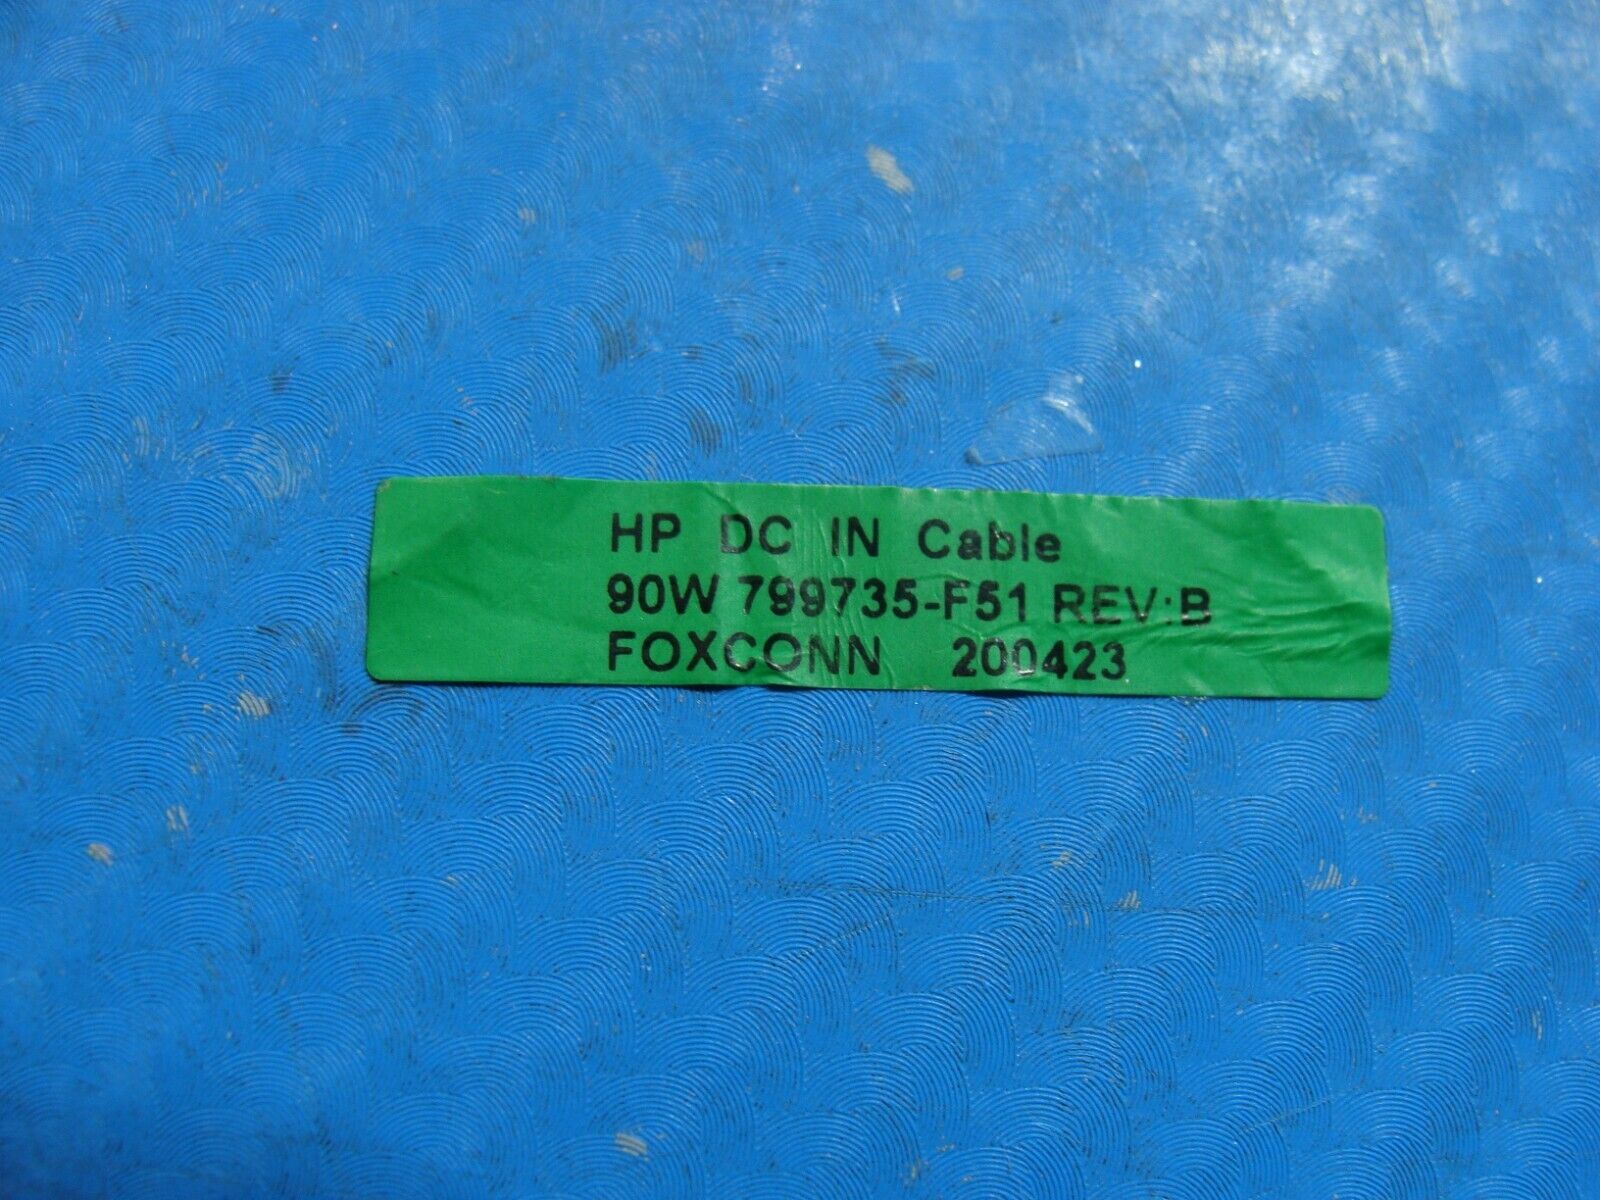 HP DC IN Cable
90W 799735-F51 REV:B
FOXCONN 200423